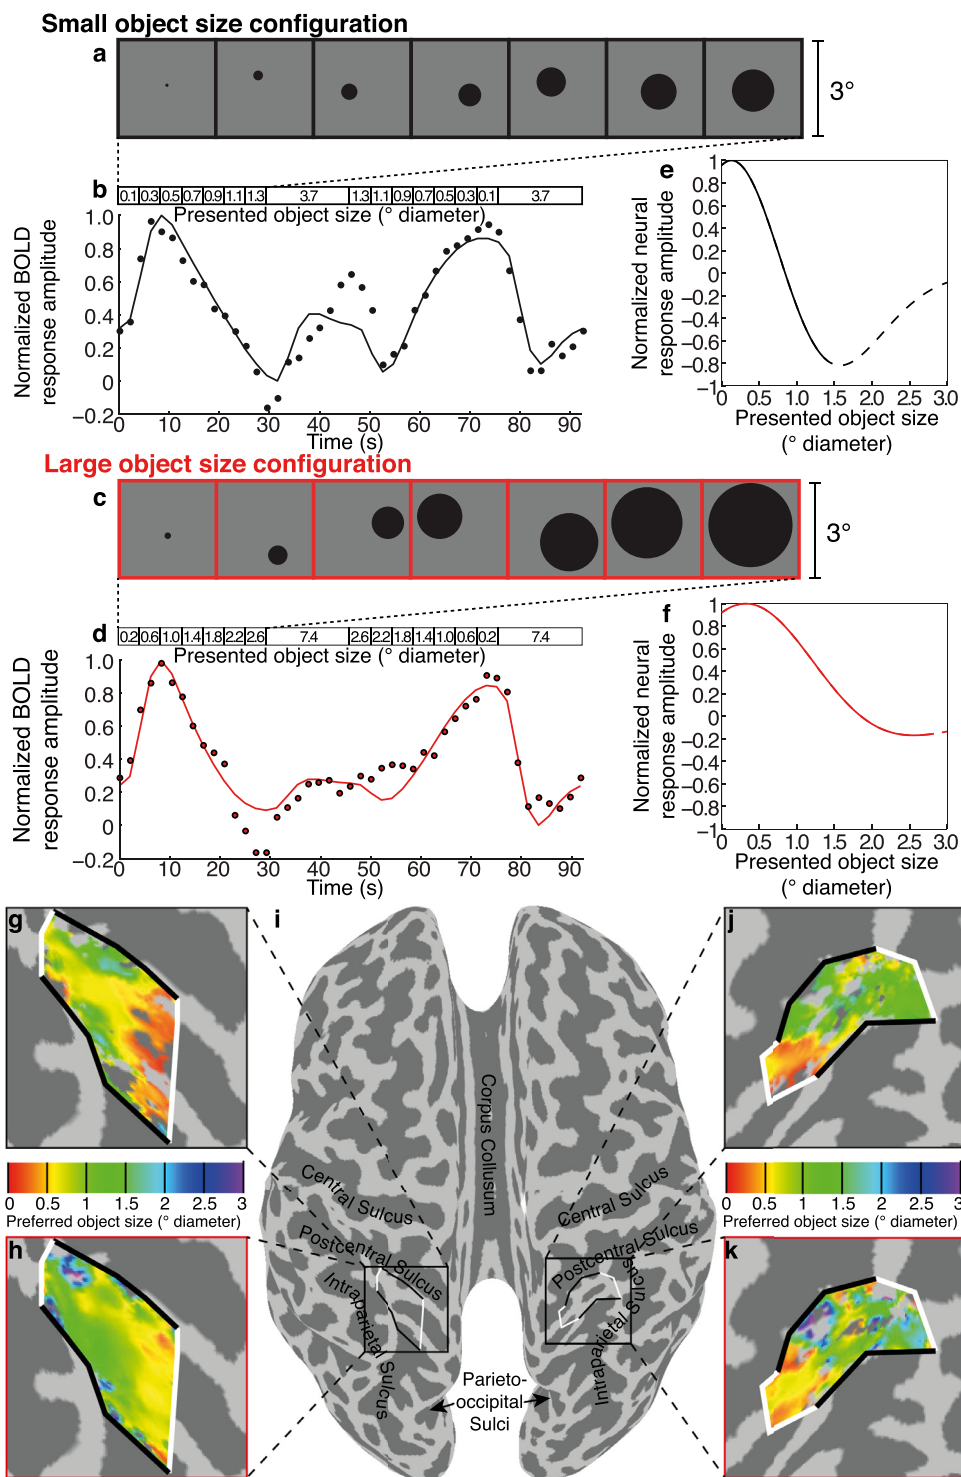 Small object size configuration
a
3°
b
0.1 0.3 0.5 0.7 0.9 1.1 1.3 3.7 1.3 1.1 0.9 0.7 0.5 0.3 0.1 3.7
Presented object size (° diameter)
Normalized BOLD
response amplitude
1.0
0.8
0.6
0.4
0.2
0
−0.2
0 10 20 30 40 50 60 70 80 90
Time (s)
e
Normalized neural
response amplitude
1
0.8
0.6
0.4
0.2
0
−0.2
−0.4
−0.6
−0.8
−1
0 0.5 1.0 1.5 2.0 2.5 3.0
Presented object size
(° diameter)
Large object size configuration
c
3°
d
0.2 0.6 1.0 1.4 1.8 2.2 2.6 7.4 2.6 2.2 1.8 1.4 1.0 0.6 0.2 7.4
Presented object size (° diameter)
Normalized BOLD
response amplitude
1.0
0.8
0.6
0.4
0.2
0
−0.2
0 10 20 30 40 50 60 70 80 90
Time (s)
f
Normalized neural
response amplitude
1
0.8
0.6
0.4
0.2
0
−0.2
−0.4
−0.6
−0.8
−1
0 0.5 1.0 1.5 2.0 2.5 3.0
Presented object size
(° diameter)
g
i
j
Corpus Collusum
Central Sulcus
Central Sulcus
Postcentral Sulcus
Postcentral Sulcus
Intraparietal Sulcus
Intraparietal Sulcus
Parieto-
occipital
Sulci
0 0.5 1 1.5 2 2.5 3
Preferred object size (° diameter)
0 0.5 1 1.5 2 2.5 3
Preferred object size (° diameter)
h
k